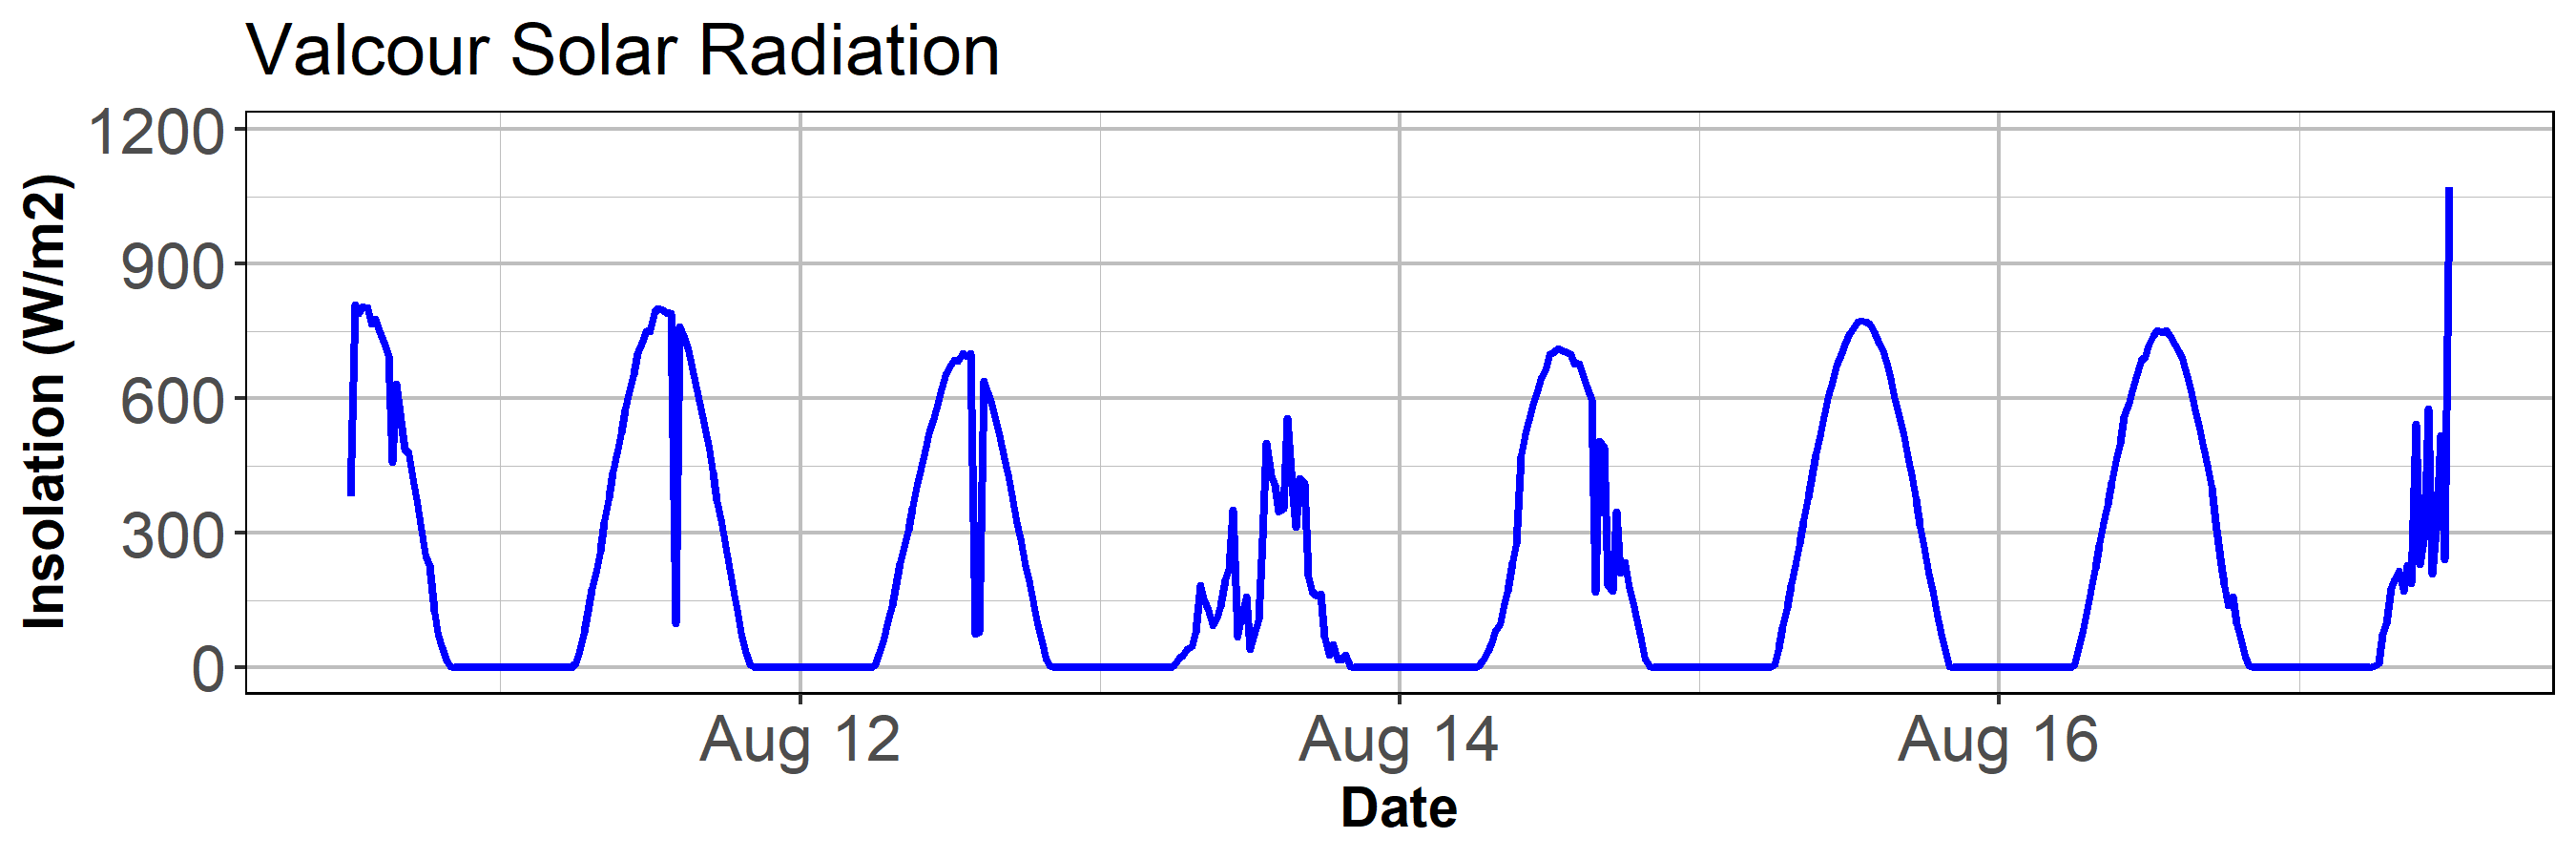 Valcour Solar Radiation
Insolation (W/m2)
1200
900
600
300
0
Aug 12
Aug 14
Aug 16
Date